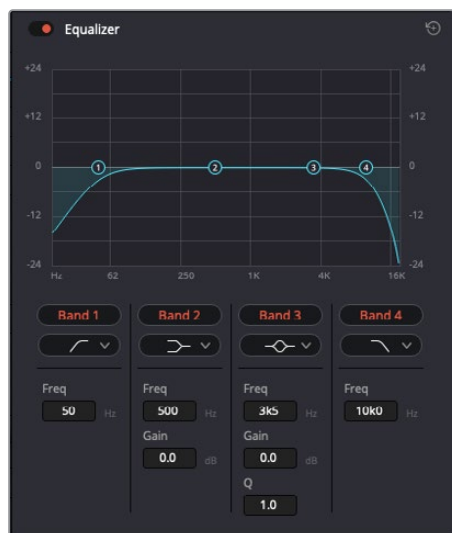 Equalizer
+24 +24
+12 +12
0 0
-12 -12
-24 -24
Hz 62 250 1K 4K 16K
1 2 3 4
Band 1 Band 2 Band 3 Band 4
Freq Freq Freq Freq
50 Hz 500 Hz 3k5 Hz 10k0 Hz
Gain Gain
0.0 dB 0.0 dB
Q
1.0